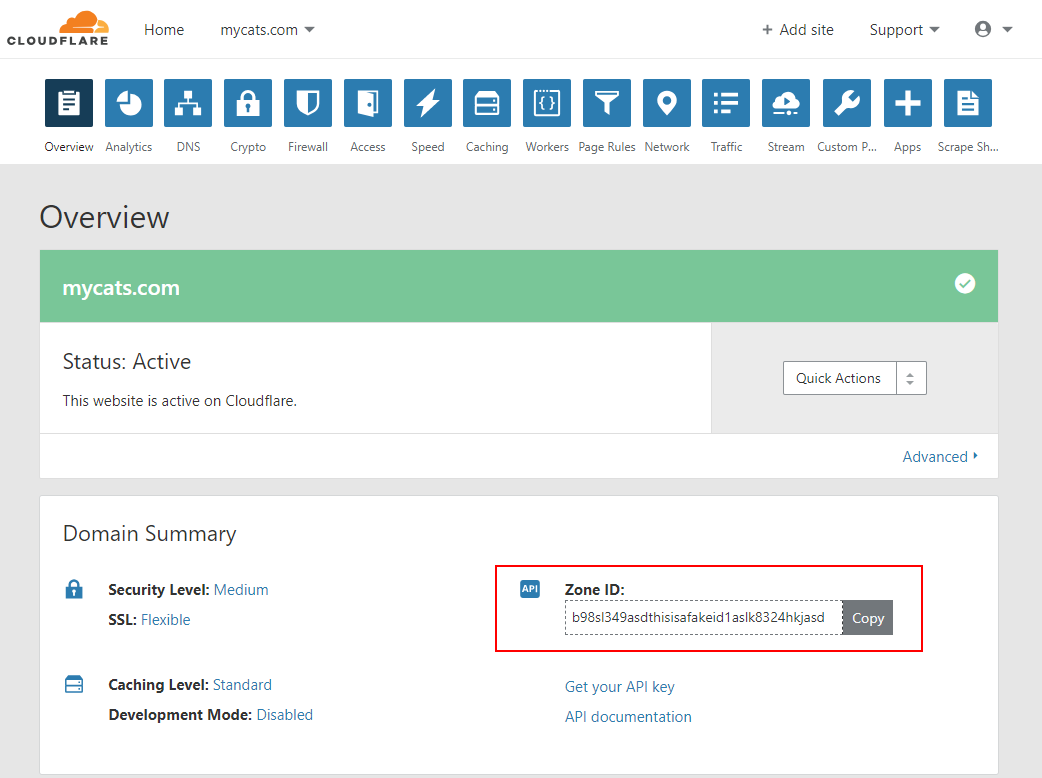 CLOUDFLARE
Home mycats.com + Add site Support
Overview Analytics DNS Crypto Firewall Access Speed Caching Workers Page Rules Network Traffic Stream Custom P... Apps Scrape Sh...
Overview
mycats.com
Status: Active
This website is active on Cloudflare.
Quick Actions
Advanced
Domain Summary
Security Level: Medium
SSL: Flexible
API Zone ID:
b98sl349asdthisisafakeid1aslk8324hkjasd Copy
Caching Level: Standard
Development Mode: Disabled
Get your API key
API documentation